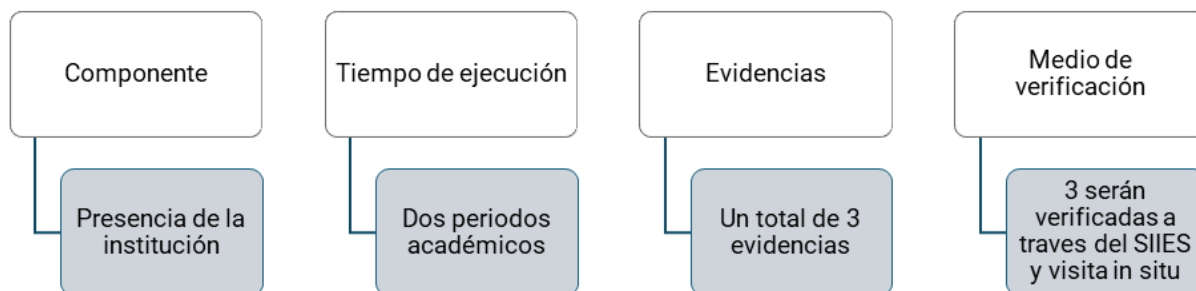 Componente
Presencia de la
institución
Tiempo de ejecución
Dos periodos
académicos
Evidencias
Un total de 3
evidencias
Medio de
verificación
3 serán
verificadas a
traves del SIIES
y visita in situ